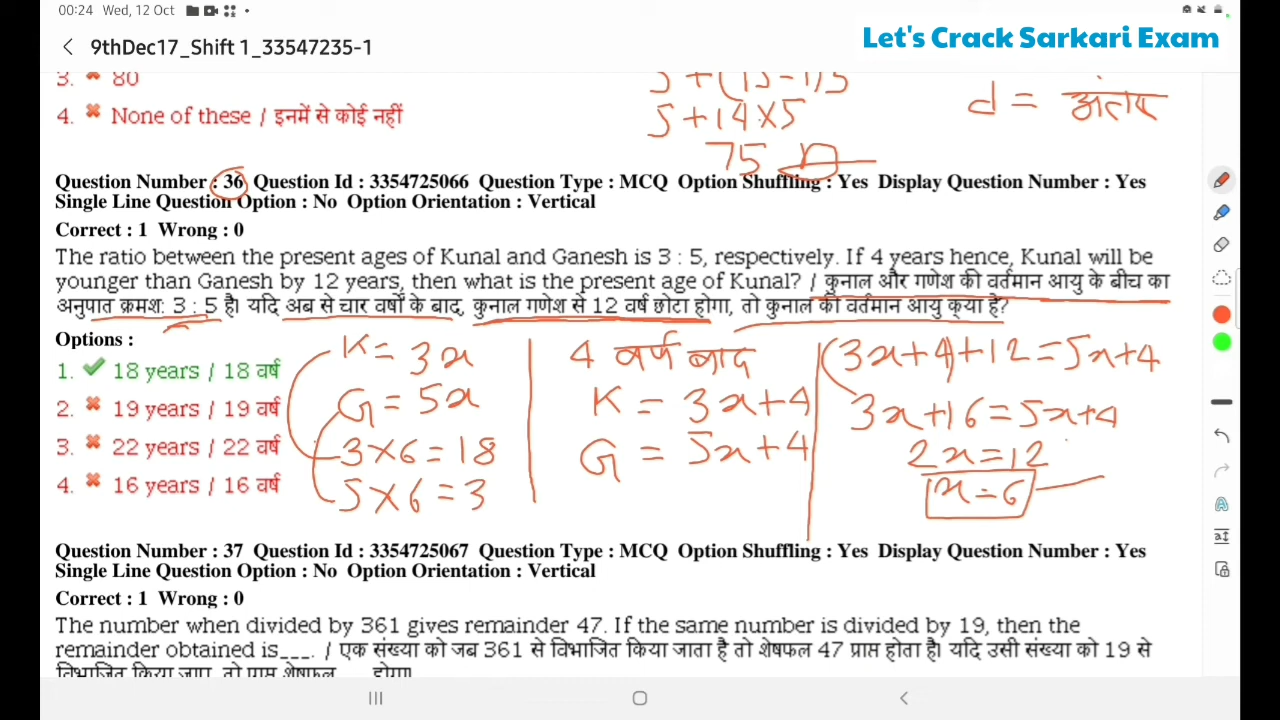 00:24 Wed, 12 Oct
9thDec17_Shift 1_33547235-1
Let's Crack Sarkari Exam
3. 80
5+(15-1)5
d = अंतर
4. None of these / इनमें से कोई नहीं
5+14×5
75
Question Number : 36 Question Id : 3354725066 Question Type : MCQ Option Shuffling : Yes Display Question Number : Yes
Single Line Question Option : No Option Orientation : Vertical
Correct : 1 Wrong : 0
The ratio between the present ages of Kunal and Ganesh is 3 : 5, respectively. If 4 years hence, Kunal will be
younger than Ganesh by 12 years, then what is the present age of Kunal? / कुनाल और गणेश की वर्तमान आयु के बीच का
अनुपात क्रमश: 3 : 5 है। यदि अब से चार वर्षों के बाद, कुनाल गणेश से 12 वर्ष छोटा होगा, तो कुनाल की वर्तमान आयु क्या है?
Options :
1. 18 years / 18 वर्ष
2. 19 years / 19 वर्ष
3. 22 years / 22 वर्ष
4. 16 years / 16 वर्ष
K = 3x
G = 5x
3×6=18
5×6=3
4 वर्ष बाद
K = 3x+4
G = 5x+4
(3x+4)+12=5x+4
3x+16=5x+4
2x=12
x=6
Question Number : 37 Question Id : 3354725067 Question Type : MCQ Option Shuffling : Yes Display Question Number : Yes
Single Line Question Option : No Option Orientation : Vertical
Correct : 1 Wrong : 0
The number when divided by 361 gives remainder 47. If the same number is divided by 19, then the
remainder obtained is___. / एक संख्या को जब 361 से विभाजित किया जाता है तो शेषफल 47 प्राप्त होता है। यदि उसी संख्या को 19 से
विभाजित किया जाए, तो प्राप्त शेषफल ___ होगा